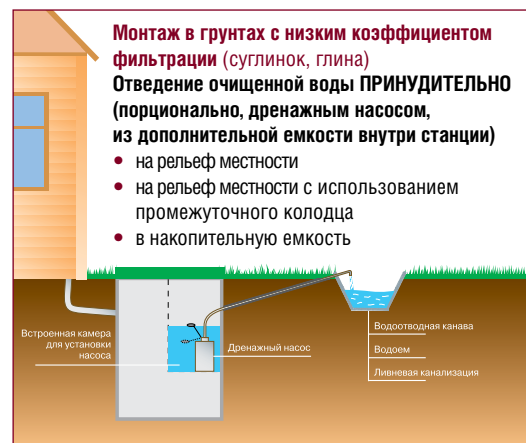 Монтаж в грунтах с низким коэффициентом
фильтрации (суглинок, глина)
Отведение очищенной воды ПРИНУДИТЕЛЬНО
(порционально, дренажным насосом,
из дополнительной емкости внутри станции)
• на рельеф местности
• на рельеф местности с использованием
промежуточного колодца
• в накопительную емкость
Встроенная камера
для установки
насоса
Дренажный насос
Водоотводная канава
Водоем
Ливневая канализация